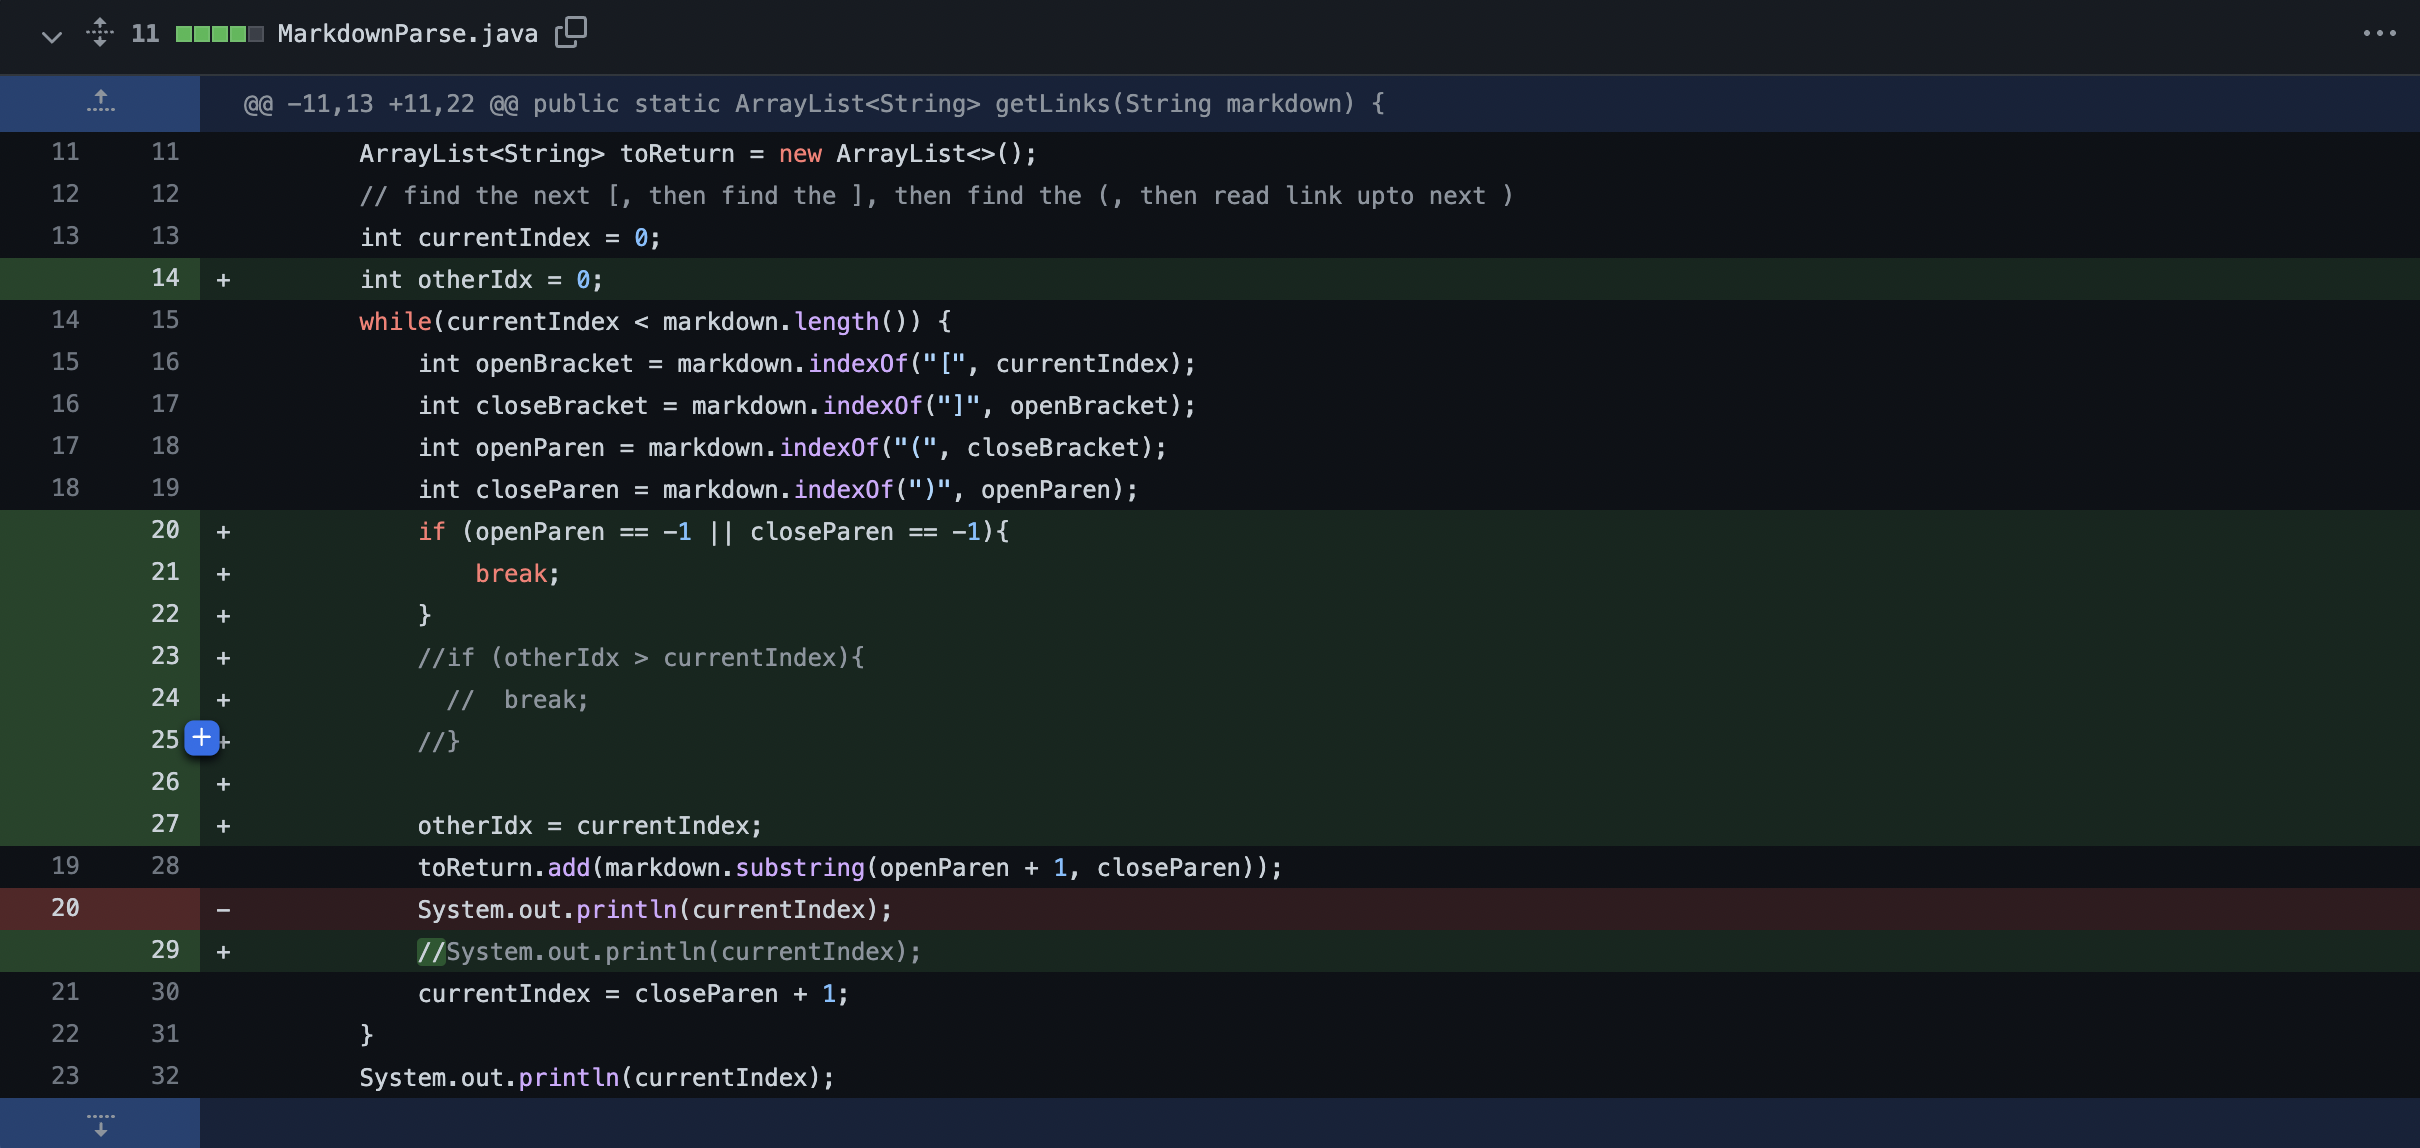 11 MarkdownParse.java
@@ -11,13 +11,22 @@ public static ArrayList<String> getLinks(String markdown) {
11 11 ArrayList<String> toReturn = new ArrayList<>();
12 12 // find the next [, then find the ], then find the (, then read link upto next )
13 13 int currentIndex = 0;
14 + int otherIdx = 0;
14 15 while(currentIndex < markdown.length()) {
15 16 int openBracket = markdown.indexOf("[", currentIndex);
16 17 int closeBracket = markdown.indexOf("]", openBracket);
17 18 int openParen = markdown.indexOf("(", closeBracket);
18 19 int closeParen = markdown.indexOf(")", openParen);
20 + if (openParen == -1 || closeParen == -1){
21 + break;
22 + }
23 + //if (otherIdx > currentIndex){
24 + //  break;
25 + //}
26 +
27 + otherIdx = currentIndex;
19 28 toReturn.add(markdown.substring(openParen + 1, closeParen));
20 - System.out.println(currentIndex);
29 + //System.out.println(currentIndex);
21 30 currentIndex = closeParen + 1;
22 31 }
23 32 System.out.println(currentIndex);